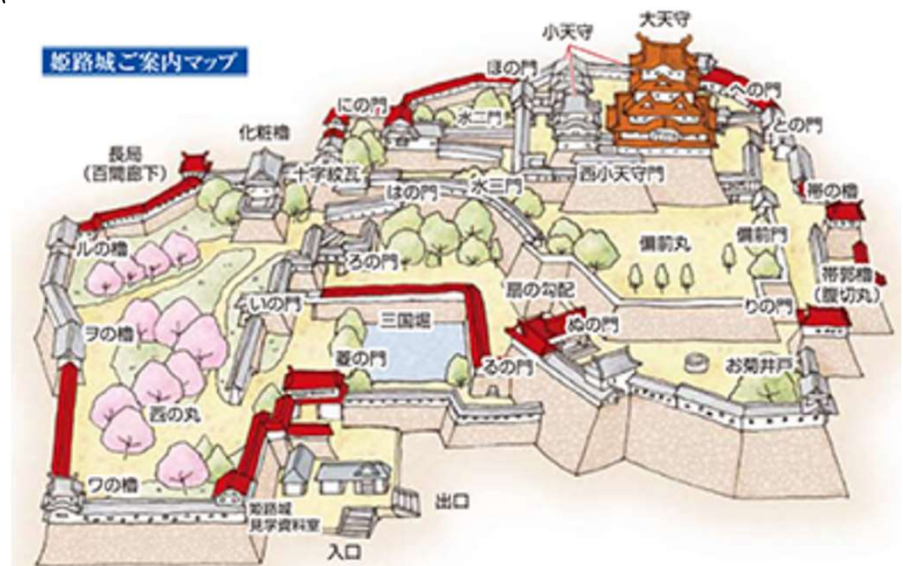 姫路城ご案内マップ
大天守
小天守
ほの門
への門
にの門
水二門
との門
化粧櫓
長局
(百間廊下)
十字紋瓦
はの門
水三門
西小天守門
帯の櫓
ルの櫓
ろの門
備前丸
備前門
帯郭櫓
(腹切丸)
いの門
扇の勾配
りの門
三国堀
ぬの門
ヲの櫓
菱の門
るの門
お菊井戸
西の丸
ワの櫓
姫路城
見学資料室
出口
入口